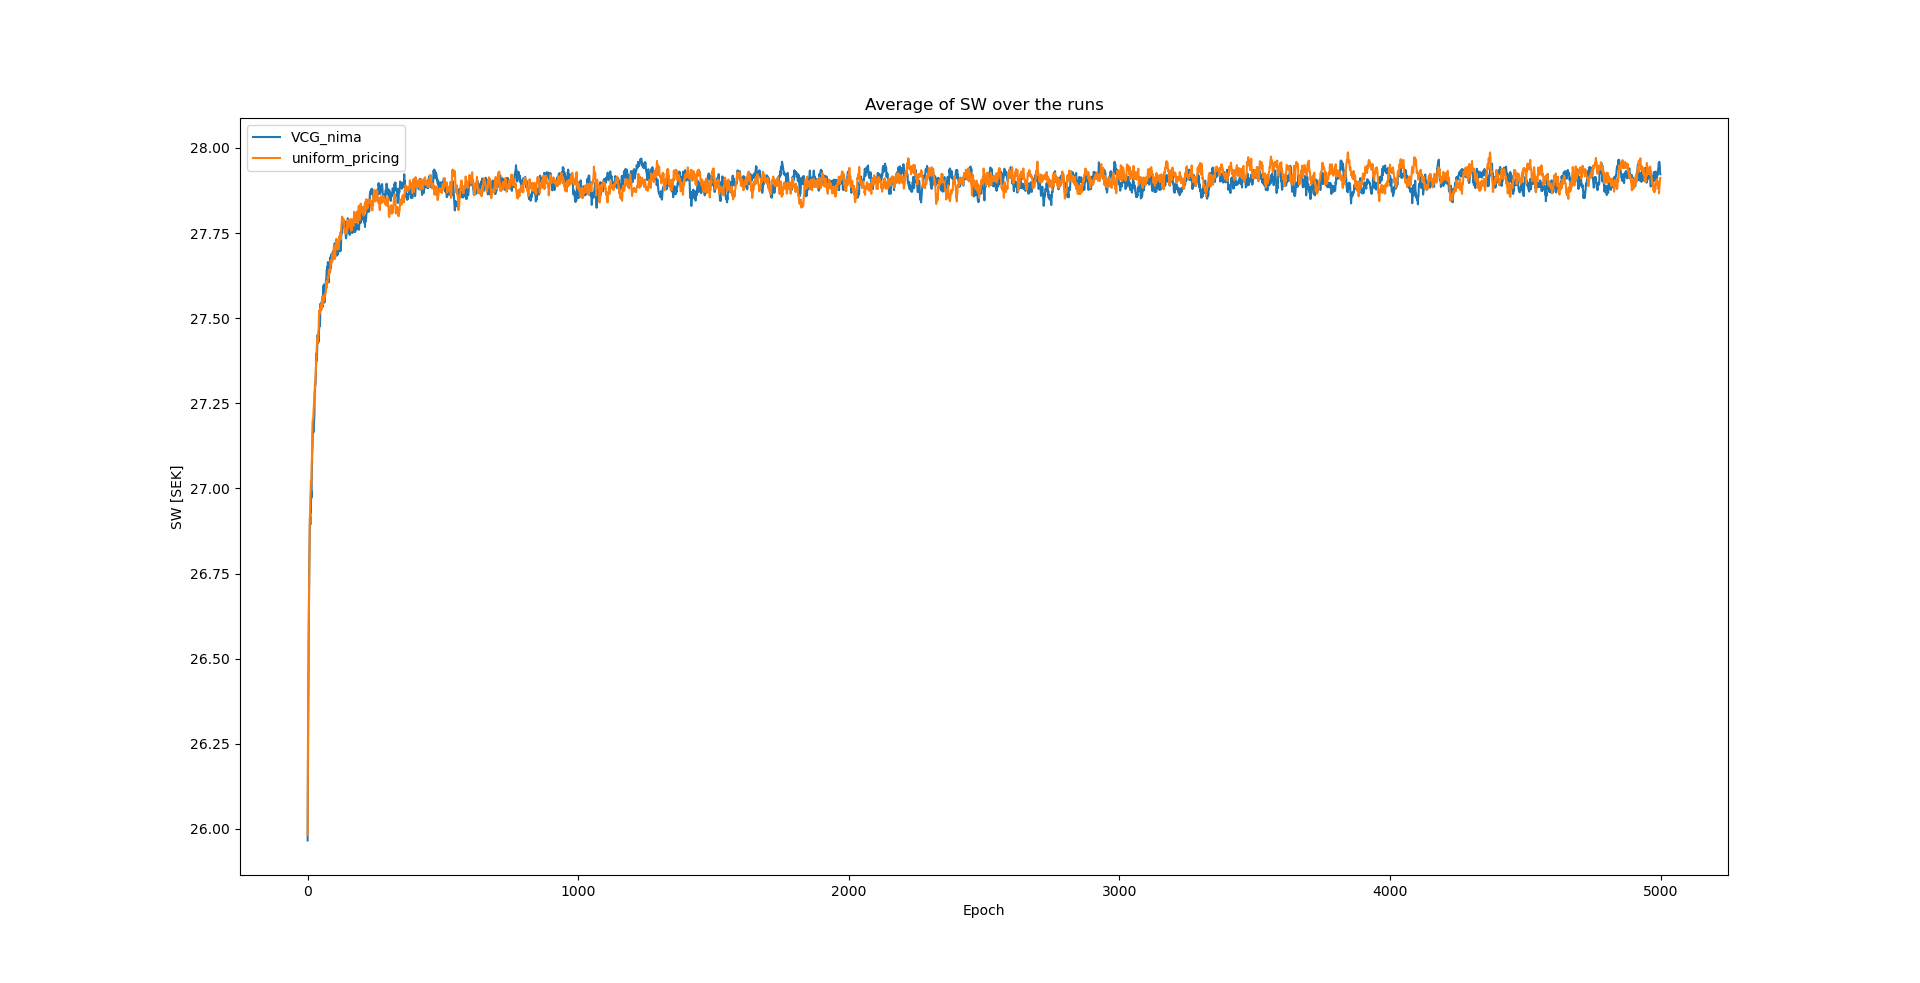 Average of SW over the runs
VCG_nima
uniform_pricing
28.00
27.75
27.50
27.25
27.00
26.75
26.50
26.25
26.00
SW [SEK]
0 1000 2000 3000 4000 5000
Epoch